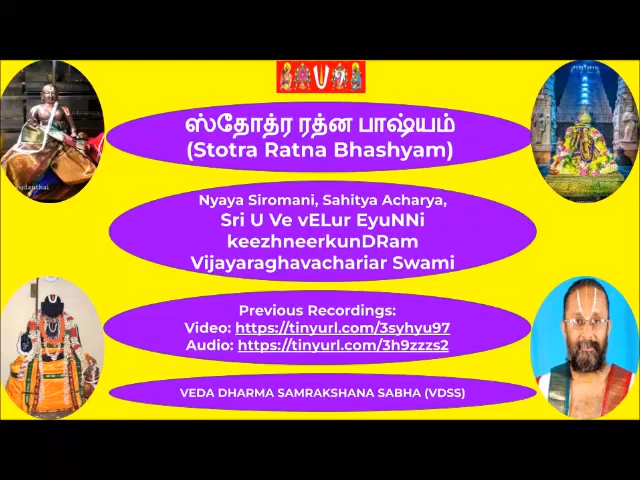 ஸ்தோத்ர ரத்ன பாஷ்யம்
(Stotra Ratna Bhashyam)
Nyaya Siromani, Sahitya Acharya,
Sri U Ve vELur EyuNNi
keezhneerkunDRam
Vijayaraghavachariar Swami
Previous Recordings:
Video: https://tinyurl.com/3syhyu97
Audio: https://tinyurl.com/3h9zzzs2
VEDA DHARMA SAMRAKSHANA SABHA (VDSS)